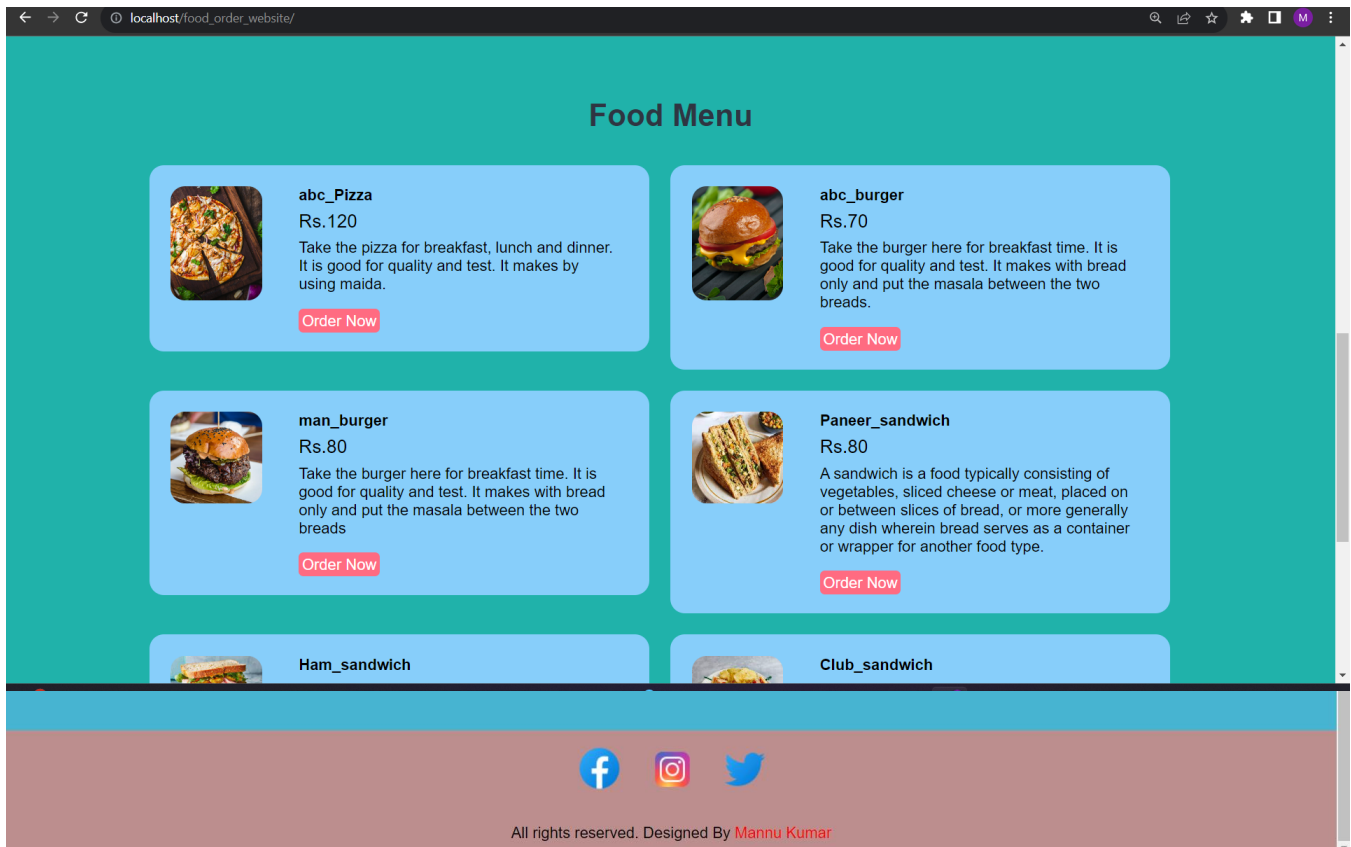 localhost/food_order_website/
M
Food Menu
abc_Pizza
Rs.120
Take the pizza for breakfast, lunch and dinner.
It is good for quality and test. It makes by
using maida.
Order Now
abc_burger
Rs.70
Take the burger here for breakfast time. It is
good for quality and test. It makes with bread
only and put the masala between the two
breads.
Order Now
man_burger
Rs.80
Take the burger here for breakfast time. It is
good for quality and test. It makes with bread
only and put the masala between the two
breads
Order Now
Paneer_sandwich
Rs.80
A sandwich is a food typically consisting of
vegetables, sliced cheese or meat, placed on
or between slices of bread, or more generally
any dish wherein bread serves as a container
or wrapper for another food type.
Order Now
Ham_sandwich
Club_sandwich
All rights reserved. Designed By Mannu Kumar